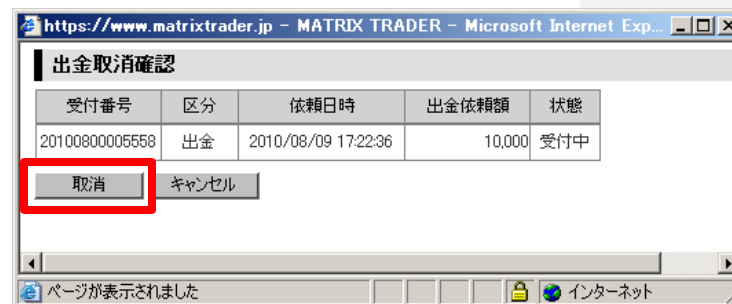 https://www.matrixtrader.jp - MATRIX TRADER - Microsoft Internet Exp...
出金取消確認
受付番号 区分 依頼日時 出金依頼額 状態
20100800005558 出金 2010/08/09 17:22:36 10,000 受付中
取消 キャンセル
ページが表示されました インターネット